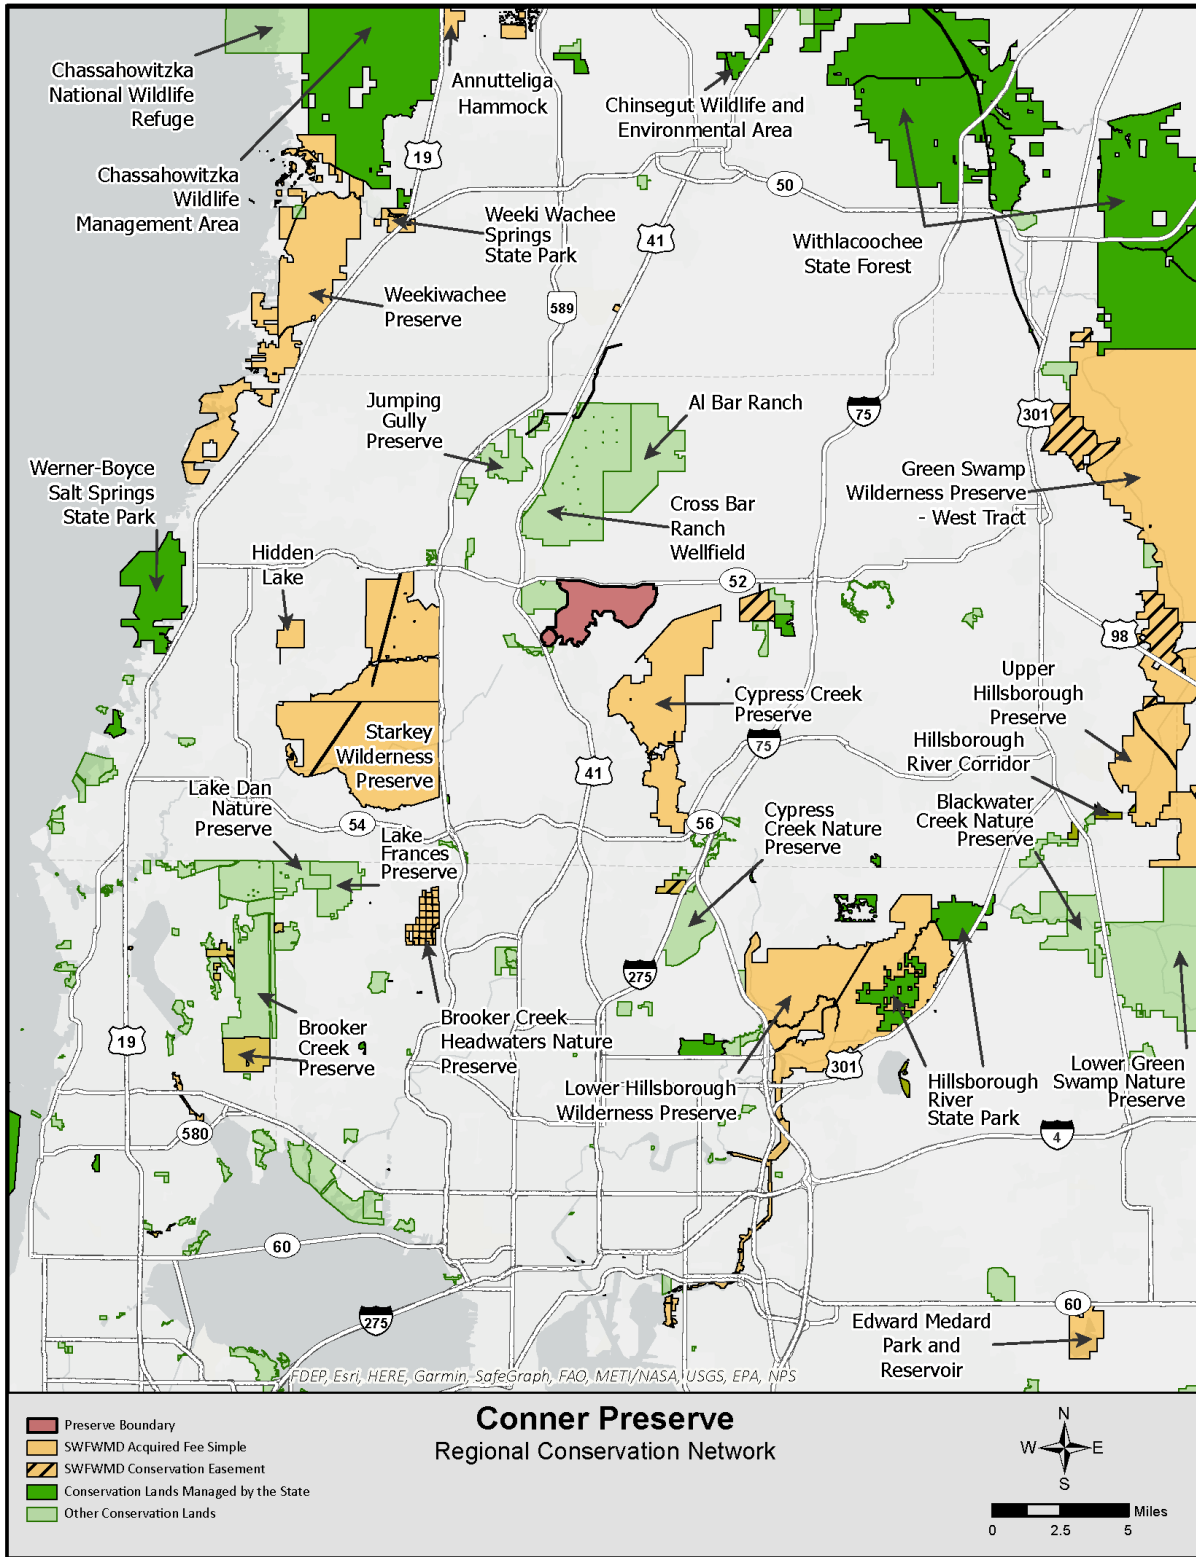 Chassahowitzka
National Wildlife
Refuge
Annutteliga
Hammock
Chinsegut Wildlife and
Environmental Area
19
Chassahowitzka
Wildlife
Management Area
50
Weeki Wachee
Springs
State Park
41
Withlacoochee
State Forest
Weekiwachee
Preserve
589
Jumping
Gully
Preserve
Al Bar Ranch
75
301
Werner-Boyce
Salt Springs
State Park
Green Swamp
Wilderness Preserve
- West Tract
Cross Bar
Ranch
Wellfield
Hidden
Lake
52
98
Upper
Hillsborough
Preserve
Cypress Creek
Preserve
Starkey
Wilderness
Preserve
75
Hillsborough
River Corridor
41
Lake Dan
Nature
Preserve
54
56
Cypress
Creek Nature
Preserve
Blackwater
Creek Nature
Preserve
Lake
Frances
Preserve
275
Brooker
Creek
Preserve
19
Brooker Creek
Headwaters Nature
Preserve
301
Lower Hillsborough
Wilderness Preserve
Hillsborough
River
State Park
Lower Green
Swamp Nature
Preserve
580
4
60
275
60
Edward Medard
Park and
Reservoir
FDEP, Esri, HERE, Garmin, SafeGraph, FAO, METI/NASA, USGS, EPA, NPS
Conner Preserve
Regional Conservation Network
Preserve Boundary
SWFWMD Acquired Fee Simple
SWFWMD Conservation Easement
Conservation Lands Managed by the State
Other Conservation Lands
N
W E
S
Miles
0 2.5 5